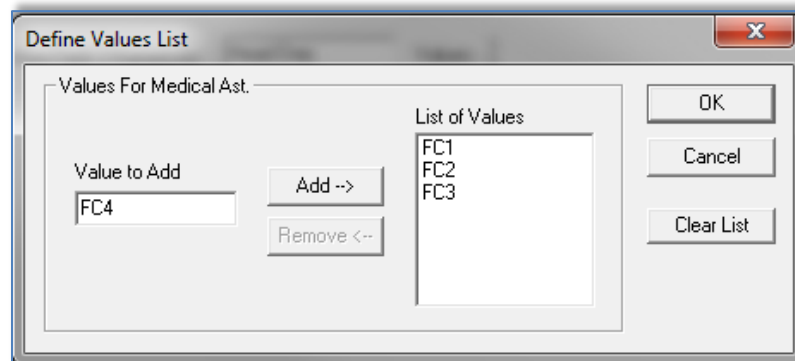 Define Values List
Values For Medical Ast.
List of Values
FC1
FC2
FC3
Value to Add
FC4
Add -->
Remove <--
OK
Cancel
Clear List